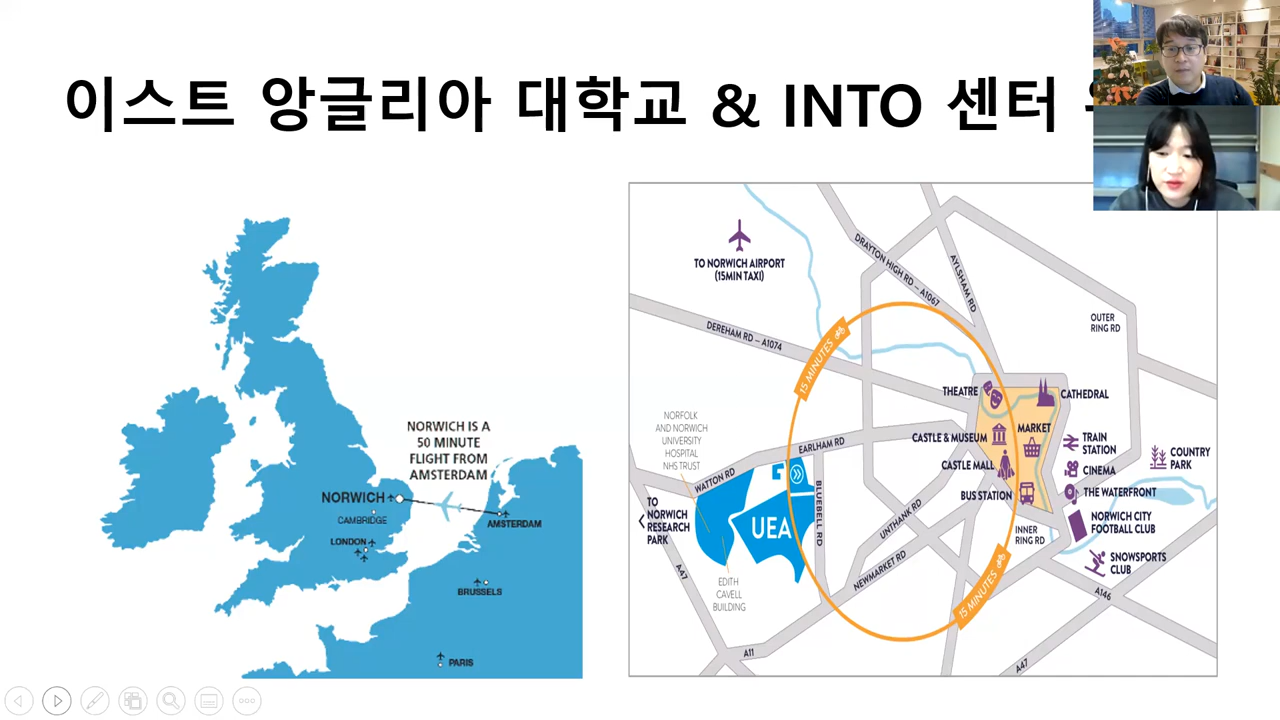 이스트 앙글리아 대학교 & INTO 센터
NORWICH IS A
50 MINUTE
FLIGHT FROM
AMSTERDAM
NORWICH
CAMBRIDGE
LONDON
AMSTERDAM
BRUSSELS
PARIS
TO NORWICH AIRPORT
(15MIN TAXI)
DRAYTON HIGH RD – A1067
AYLSHAM RD
OUTER
RING RD
DEREHAM RD – A1074
15 MINUTES
THEATRE
CATHEDRAL
MARKET
CASTLE & MUSEUM
CASTLE MALL
BUS STATION
TRAIN
STATION
CINEMA
THE WATERFRONT
COUNTRY
PARK
NORWICH CITY
FOOTBALL CLUB
INNER
RING RD
SNOWSPORTS
CLUB
NORFOLK
AND NORWICH
UNIVERSITY
HOSPITAL
NHS TRUST
EARLHAM RD
WATTON RD
BLUEBELL RD
UEA
UNTHANK RD
NEWMARKET RD
TO
NORWICH
RESEARCH
PARK
EDITH
CAVELL
BUILDING
A47
A11
15 MINUTES
A146
A47